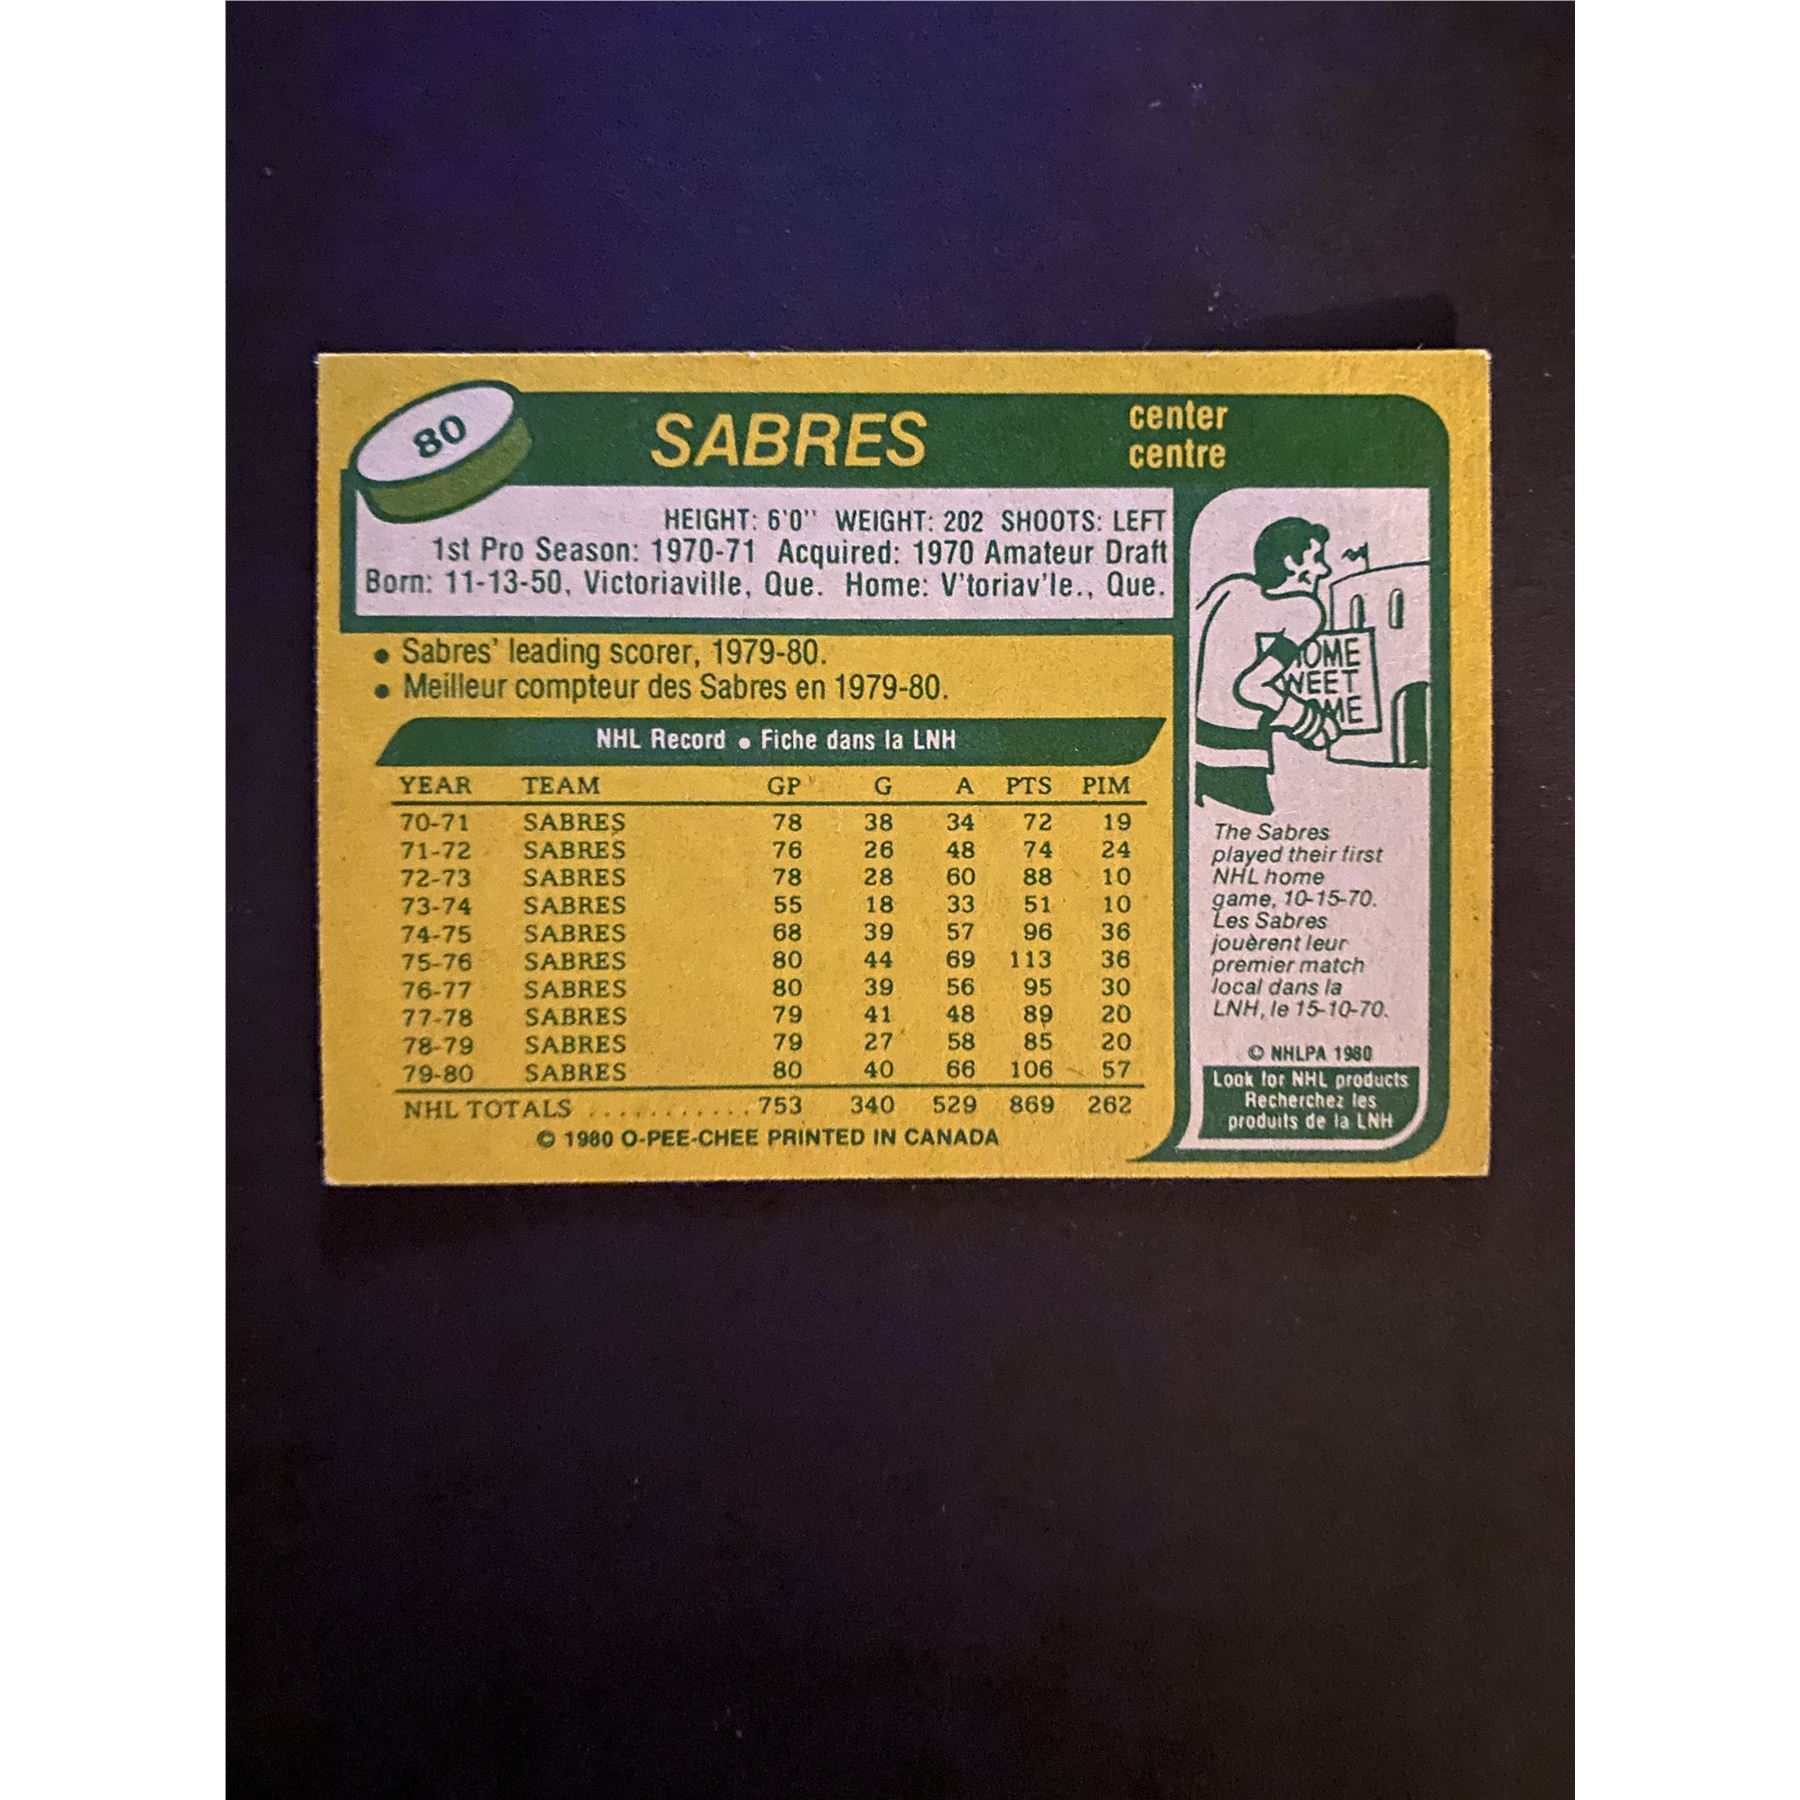 80
SABRES
center
centre
HEIGHT: 6'0" WEIGHT: 202 SHOOTS: LEFT
1st Pro Season: 1970-71 Acquired: 1970 Amateur Draft
Born: 11-13-50, Victoriaville, Que. Home: V'toriav'le., Que.
• Sabres' leading scorer, 1979-80.
• Meilleur compteur des Sabres en 1979-80.
NHL Record • Fiche dans la LNH
YEAR TEAM GP G A PTS PIM
70-71 SABRES 78 38 34 72 19
71-72 SABRES 76 26 48 74 24
72-73 SABRES 78 28 60 88 10
73-74 SABRES 55 18 33 51 10
74-75 SABRES 68 39 57 96 36
75-76 SABRES 80 44 69 113 36
76-77 SABRES 80 39 56 95 30
77-78 SABRES 79 41 48 89 20
78-79 SABRES 79 27 58 85 20
79-80 SABRES 80 40 66 106 57
NHL TOTALS ........... 753 340 529 869 262
© 1980 O-PEE-CHEE PRINTED IN CANADA
OME
WEET
ME
The Sabres
played their first
NHL home
game, 10-15-70.
Les Sabres
jouèrent leur
premier match
local dans la
LNH, le 15-10-70.
© NHLPA 1980
Look for NHL products
Recherchez les
produits de la LNH